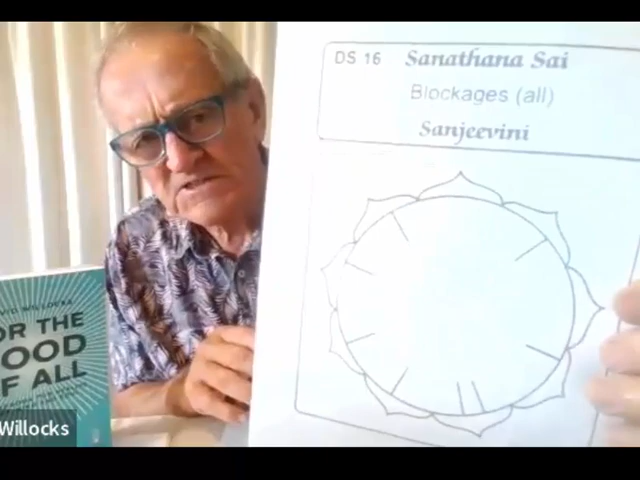 DS 16 Sanathana Sai
Blockages (all)
Sanjeevini
OR THE
OOD
F ALL
Willocks